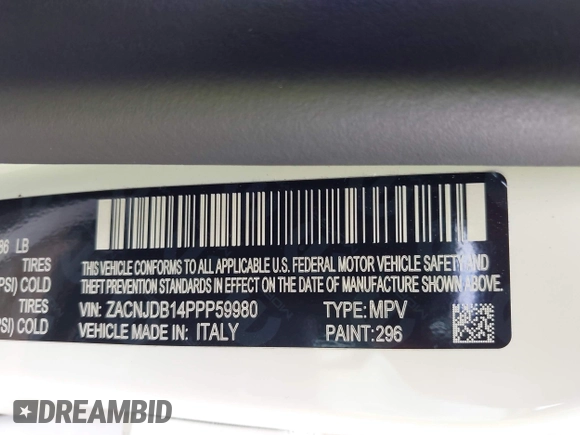 36 LB
TIRES
PSI) COLD
TIRES
PSI) COLD
THIS VEHICLE CONFORMS TO ALL APPLICABLE U.S. FEDERAL MOTOR VEHICLE SAFETY AND
THEFT PREVENTION STANDARDS IN EFFECT ON THE DATE OF MANUFACTURE SHOWN ABOVE.
VIN: ZACNJDB14PPP59980 TYPE: MPV
VEHICLE MADE IN: ITALY PAINT: 296
DREAMBID